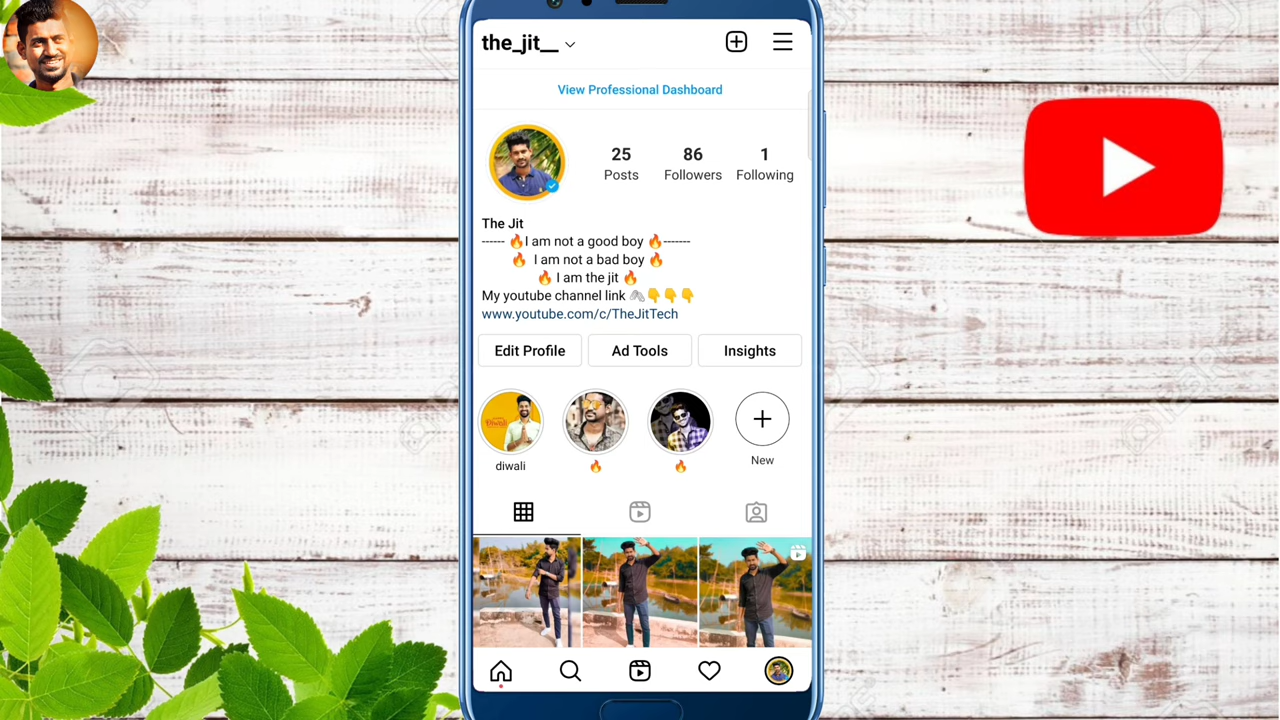 the_jit__
View Professional Dashboard
25 86 1
Posts Followers Following
The Jit
------ 🔥I am not a good boy 🔥-------
🔥 I am not a bad boy 🔥
🔥 I am the jit 🔥
My youtube channel link 🖇️👇👇👇
www.youtube.com/c/TheJitTech
Edit Profile Ad Tools Insights
diwali 🔥 🔥 New